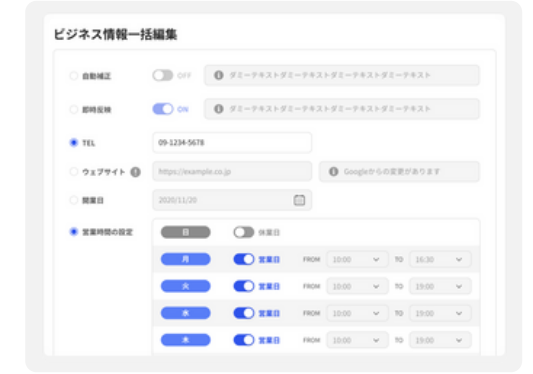 ビジネス情報一括編集
自動補正 OFF ダミーテキストダミーテキストダミーテキストダミーテキスト
即時反映 ON ダミーテキストダミーテキストダミーテキストダミーテキスト
TEL 09-1234-5678
ウェブサイト https://example.co.jp Googleからの変更があります
開業日 2020/11/20
営業時間の設定 日 休業日
月 営業日 FROM 10:00 TO 16:30
火 営業日 FROM 10:00 TO 19:00
水 営業日 FROM 10:00 TO 19:00
木 営業日 FROM 10:00 TO 19:00